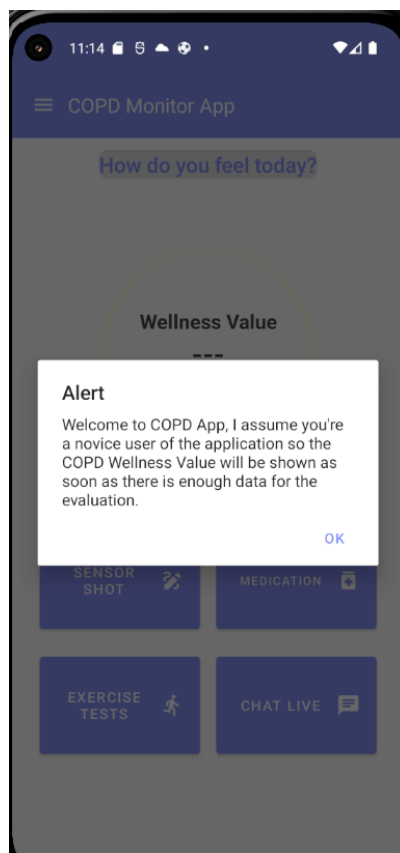 11:14
COPD Monitor App
How do you feel today?
Wellness Value
---
Alert
Welcome to COPD App, I assume you're
a novice user of the application so the
COPD Wellness Value will be shown as
soon as there is enough data for the
evaluation.
OK
SENSOR
SHOT
MEDICATION
EXERCISE
TESTS
CHAT LIVE